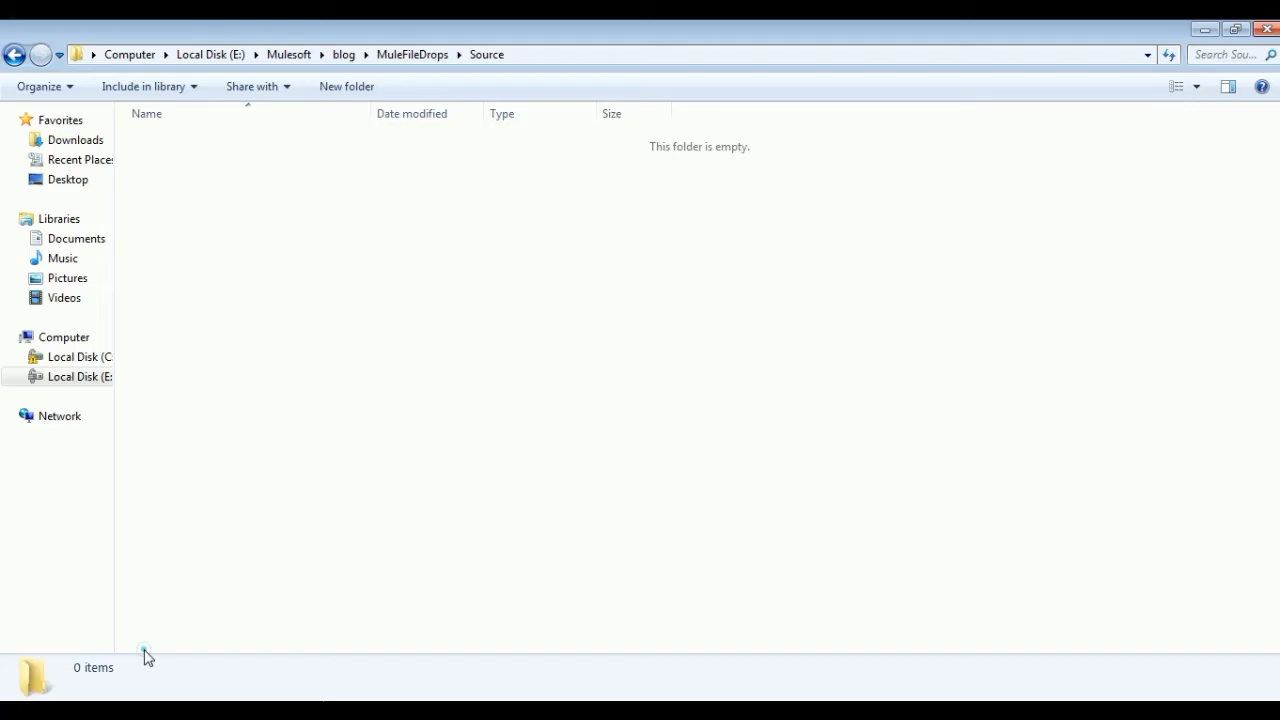 Computer Local Disk (E:) Mulesoft blog MuleFileDrops Source Search Sou...
Organize Include in library Share with New folder
Name Date modified Type Size
This folder is empty.
Favorites
Downloads
Recent Places
Desktop
Libraries
Documents
Music
Pictures
Videos
Computer
Local Disk (C:
Local Disk (E:
Network
0 items